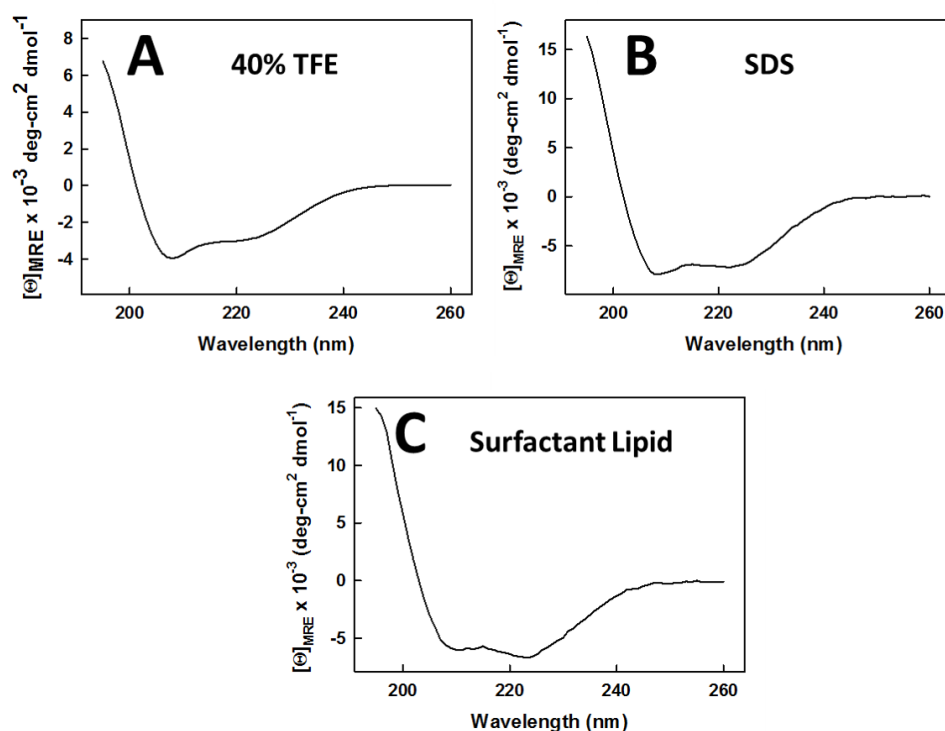 A
40% TFE
8
6
4
2
0
-2
-4
[Θ]MRE x 10⁻³ deg-cm² dmol⁻¹
200 220 240 260
Wavelength (nm)
B
SDS
15
10
5
0
-5
[Θ]MRE x 10⁻³ (deg-cm² dmol⁻¹)
200 220 240 260
Wavelength (nm)
C
Surfactant Lipid
15
10
5
0
-5
[Θ]MRE x 10⁻³ (deg-cm² dmol⁻¹)
200 220 240 260
Wavelength (nm)